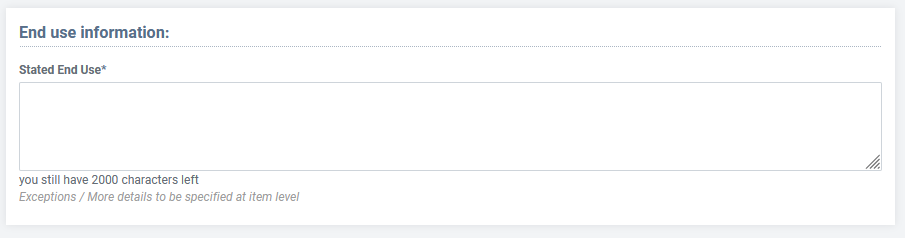 End use information:
Stated End Use*
you still have 2000 characters left
Exceptions / More details to be specified at item level